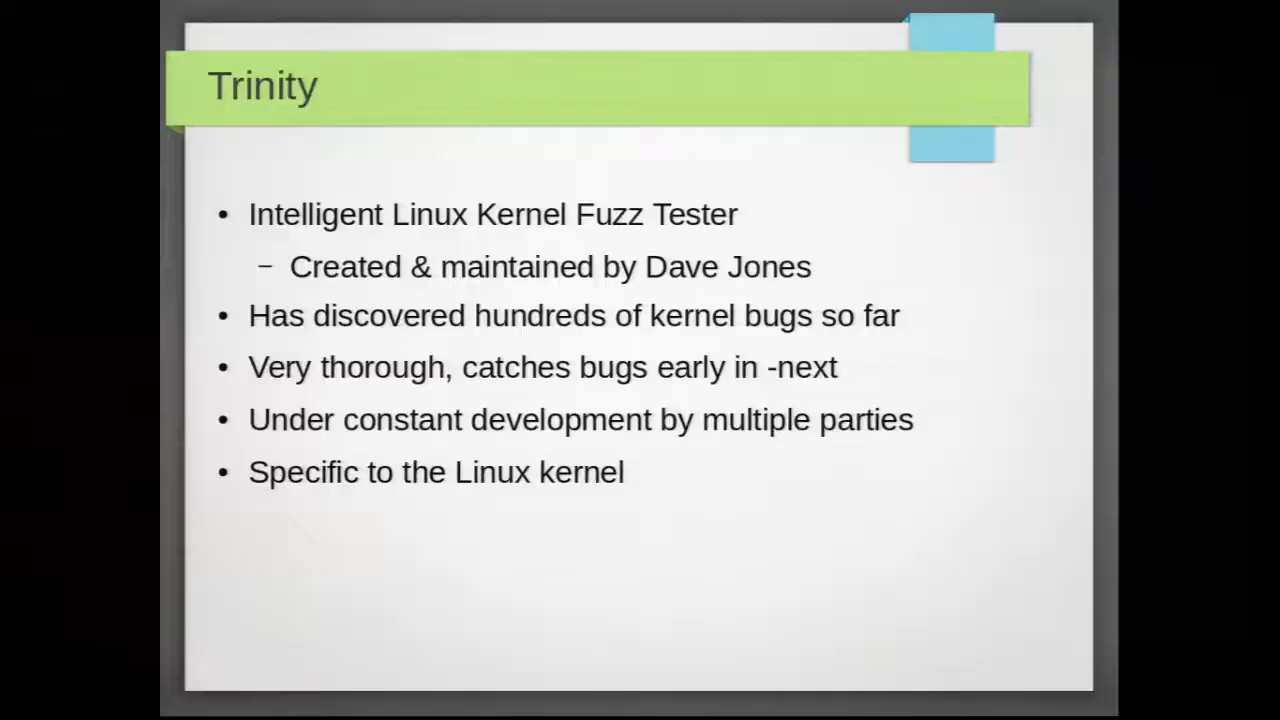 Trinity
• Intelligent Linux Kernel Fuzz Tester
– Created & maintained by Dave Jones
• Has discovered hundreds of kernel bugs so far
• Very thorough, catches bugs early in -next
• Under constant development by multiple parties
• Specific to the Linux kernel